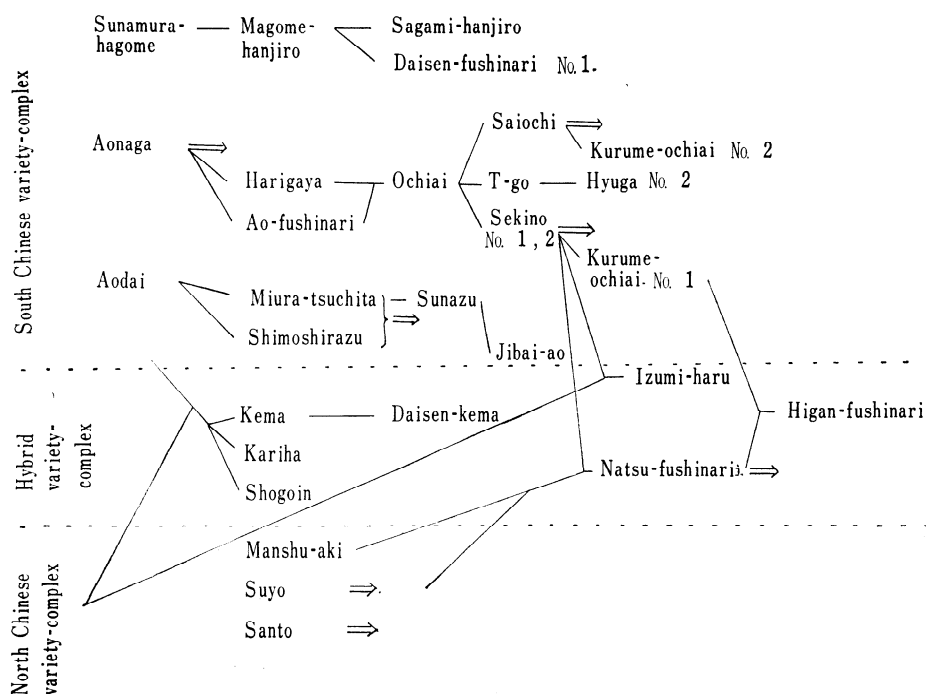 South Chinese variety-complex
Sunamura-
hagome
Magome-
hanjiro
Sagami-hanjiro
Daisen-fushinari No. 1.
Aonaga
Harigaya
Ao-fushinari
Ochiai
Saiochi
Kurume-ochiai No. 2
T-go
Hyuga No. 2
Sekino
No. 1, 2
Kurume-
ochiai. No. 1
Aodai
Miura-tsuchita
Shimoshirazu
Sunazu
Jibai-ao
Izumi-haru
Hybrid
variety-
complex
Kema
Daisen-kema
Kariha
Shogoin
Higan-fushinari
Natsu-fushinari
North Chinese
variety-complex
Manshu-aki
Suyo
Santo